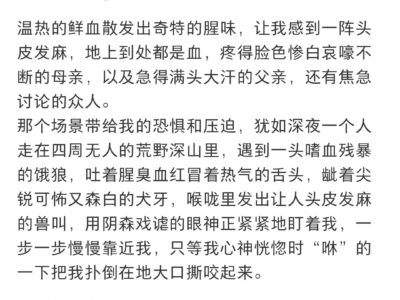 温热的鲜血散发出奇特的腥味，让我感到一阵头
皮发麻，地上到处都是血，疼得脸色惨白哀嚎不
断的母亲，以及急得满头大汗的父亲，还有焦急
讨论的众人。
那个场景带给我的恐惧和压迫，犹如深夜一个人
走在四周无人的荒野深山里，遇到一头嗜血残暴
的饿狼，吐着腥臭血红冒着热气的舌头，龇着尖
锐可怖又森白的犬牙，喉咙里发出让人头皮发麻
的兽叫，用阴森戏谑的眼神正紧紧地盯着我，一
步一步慢慢靠近我，只等我心神恍惚时“咻”的
一下把我扑倒在地大口撕咬起来。